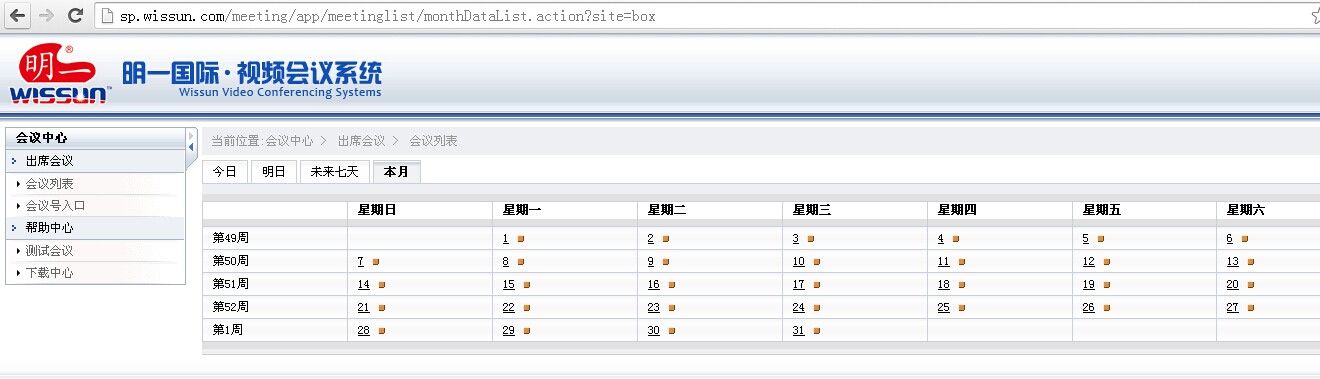 sp.wissun.com/meeting/app/meetinglist/monthDataList.action?site=box
明一®
WISSUN™
明一国际·视频会议系统
Wissun Video Conferencing Systems
会议中心
出席会议
会议列表
会议号入口
帮助中心
测试会议
下载中心
当前位置:会议中心 > 出席会议 > 会议列表
今日 明日 未来七天 本月
星期日 星期一 星期二 星期三 星期四 星期五 星期六
第49周 1 2 3 4 5 6
第50周 7 8 9 10 11 12 13
第51周 14 15 16 17 18 19 20
第52周 21 22 23 24 25 26 27
第1周 28 29 30 31